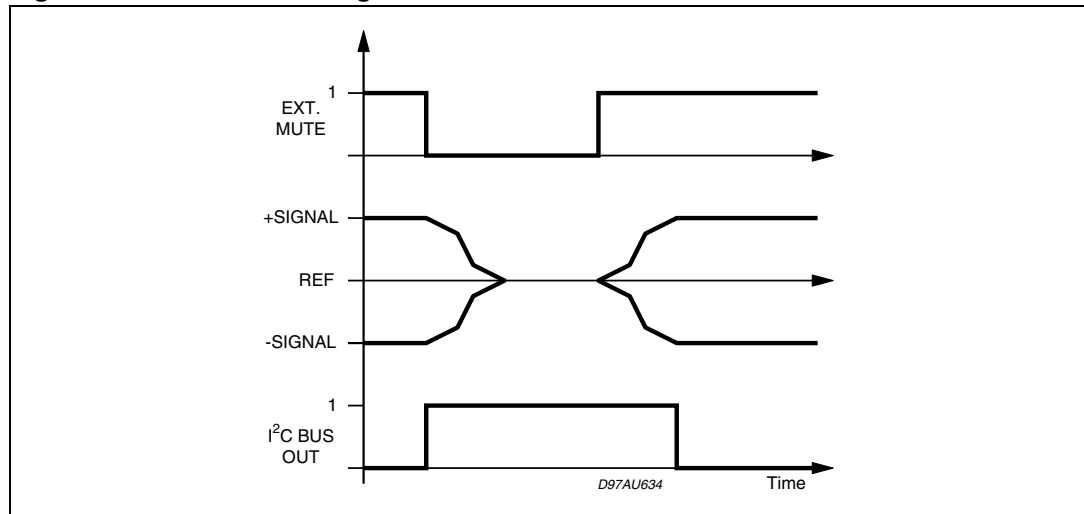 1
EXT.
MUTE
+SIGNAL
REF
-SIGNAL
1
I²C BUS
OUT
D97AU634
Time